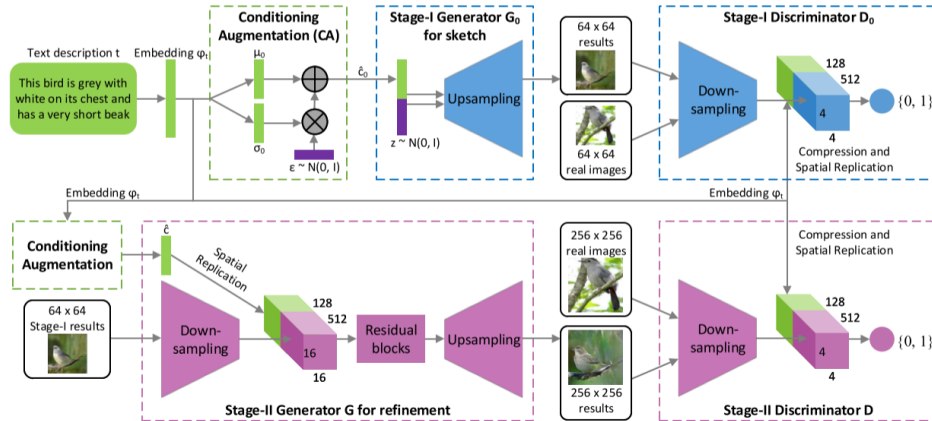 Conditioning
Augmentation (CA)
Stage-I Generator G₀
for sketch
Stage-I Discriminator D₀
Text description t
Embedding φₜ
This bird is grey with
white on its chest and
has a very short beak
μ₀
σ₀
ε ~ N(0, I)
ĉ₀
z ~ N(0, I)
Upsampling
64 x 64
results
64 x 64
real images
Down-
sampling
128
512
4
4
{0, 1}
Compression and
Spatial Replication
Embedding φₜ
Embedding φₜ
Conditioning
Augmentation
ĉ
Spatial
Replication
64 x 64
Stage-I results
Down-
sampling
128
512
16
16
Residual
blocks
Upsampling
Stage-II Generator G for refinement
256 x 256
real images
256 x 256
results
Compression and
Spatial Replication
Down-
sampling
128
512
4
4
{0, 1}
Stage-II Discriminator D